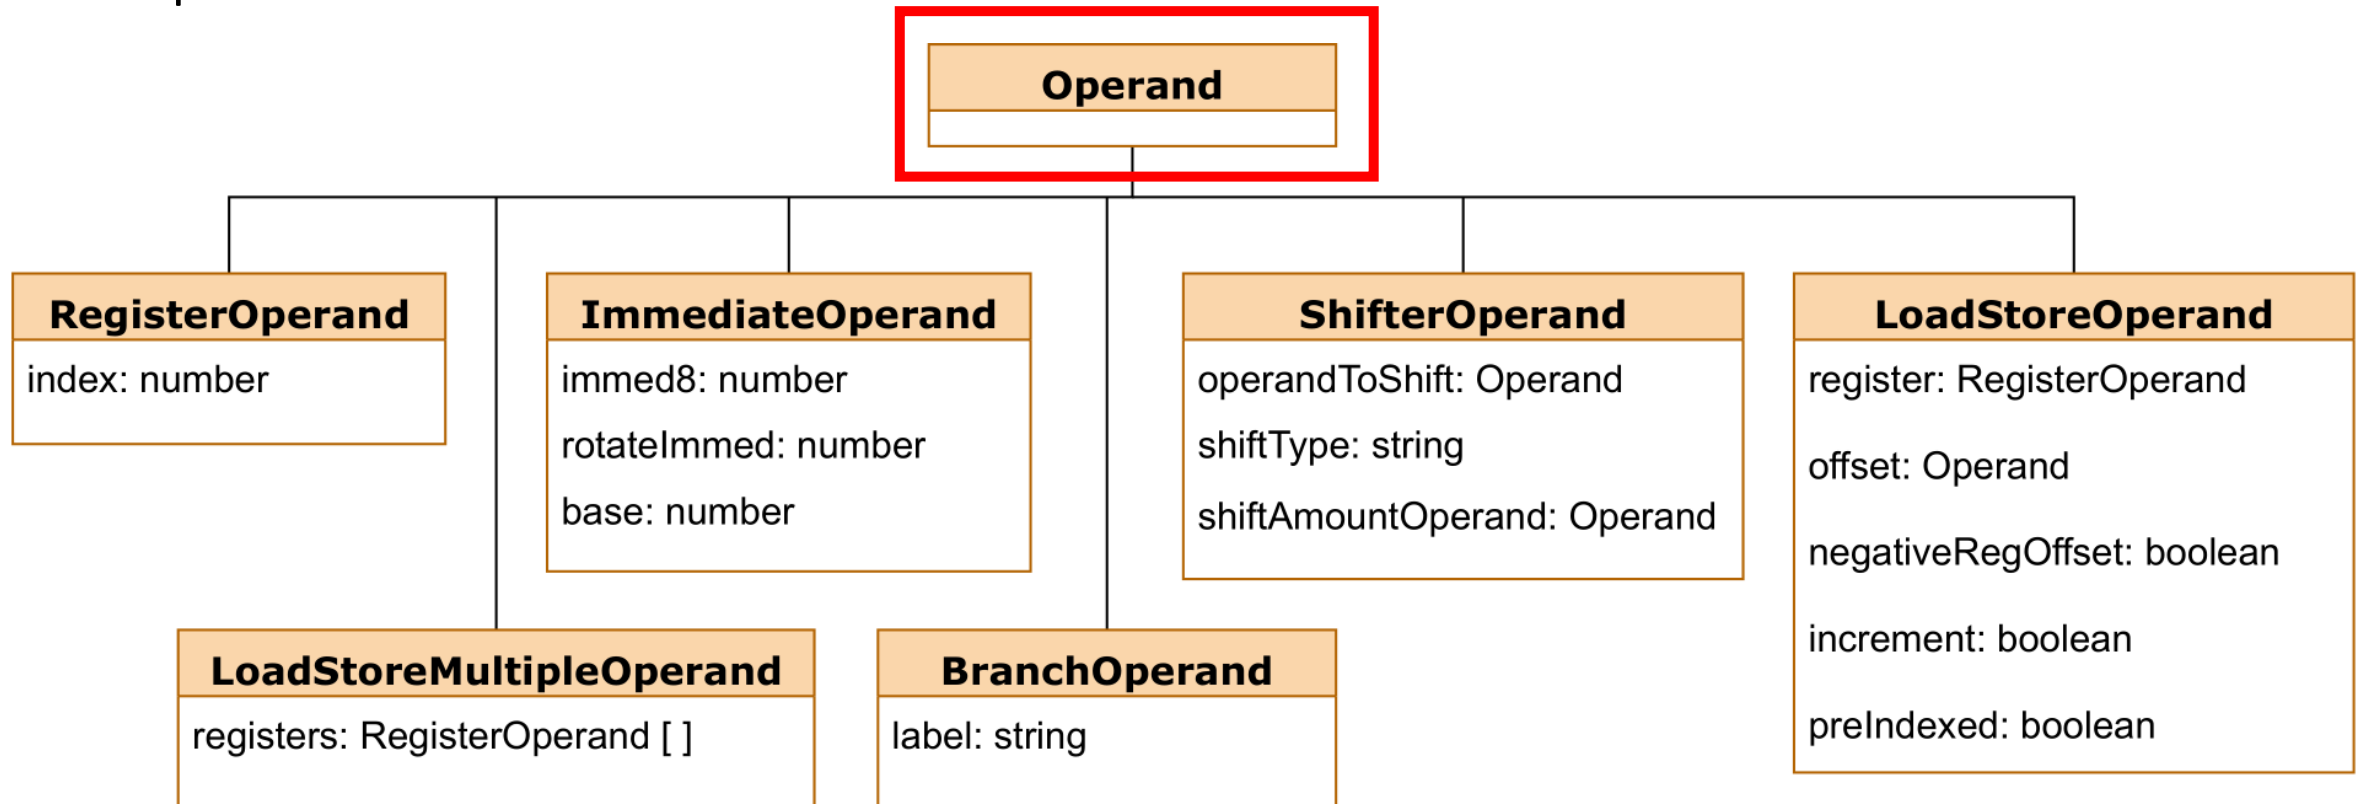 Operand
RegisterOperand
index: number
ImmediateOperand
immed8: number
rotateImmed: number
base: number
ShifterOperand
operandToShift: Operand
shiftType: string
shiftAmountOperand: Operand
LoadStoreOperand
register: RegisterOperand
offset: Operand
negativeRegOffset: boolean
increment: boolean
preIndexed: boolean
LoadStoreMultipleOperand
registers: RegisterOperand [ ]
BranchOperand
label: string